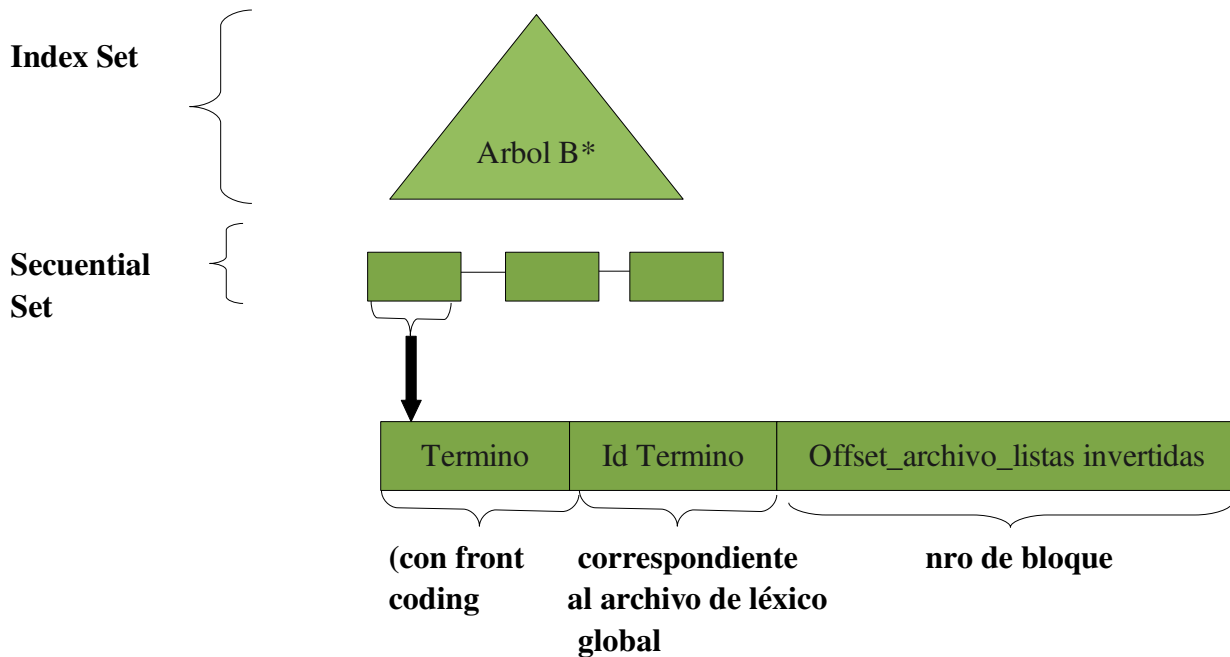 Index Set
Arbol B*
Secuential
Set
Termino
Id Termino
Offset_archivo_listas invertidas
(con front
coding
correspondiente
al archivo de léxico
global
nro de bloque